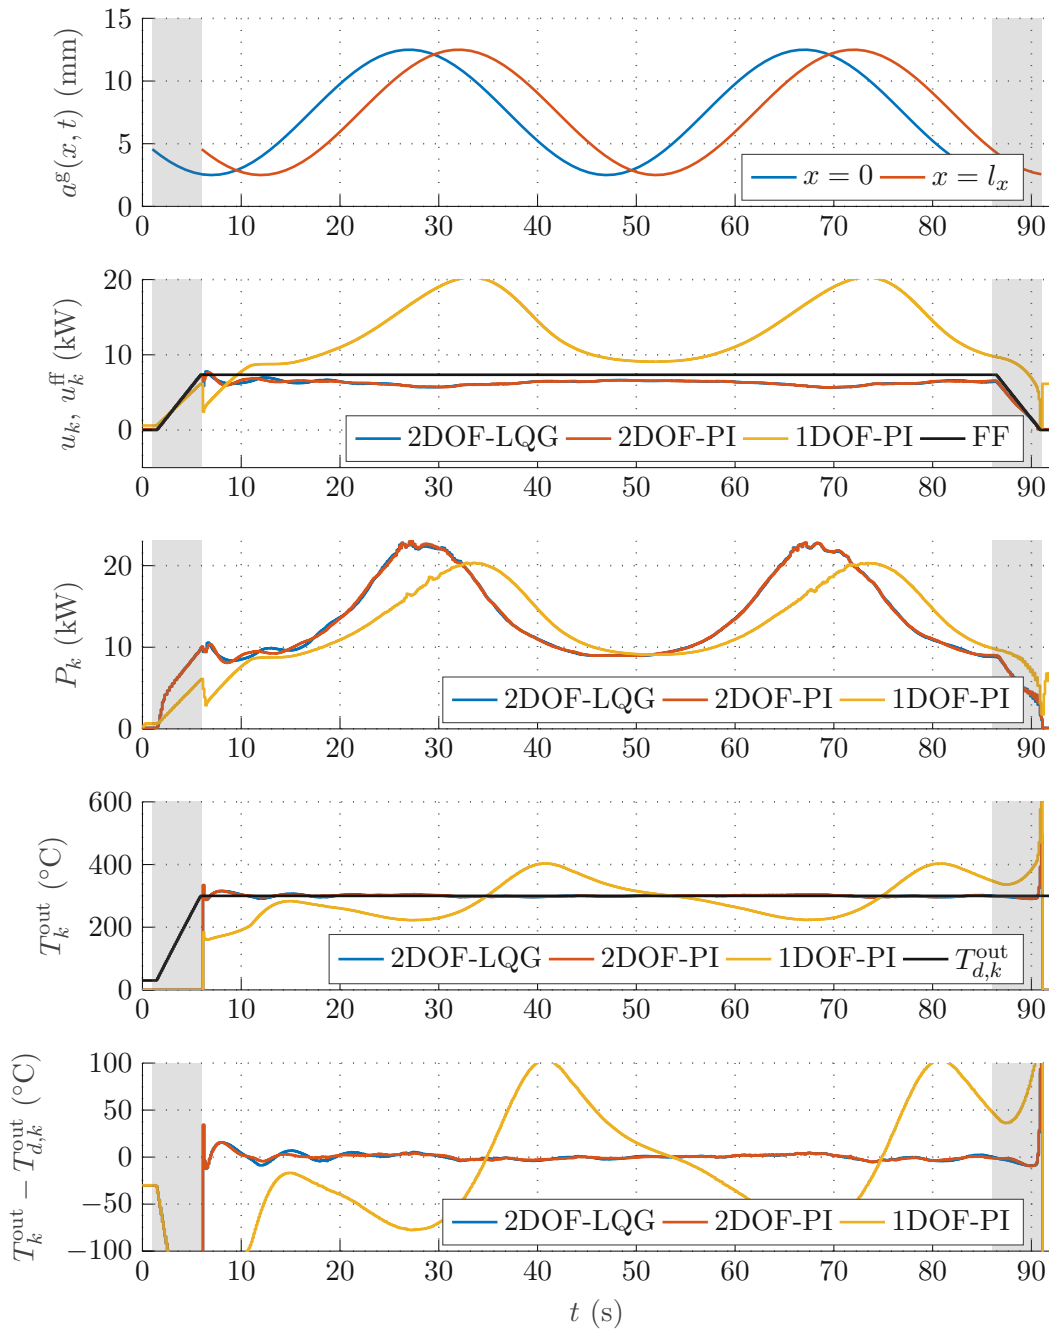 a^g(x, t) (mm)
15
10
5
0
x = 0 x = l_x
0 10 20 30 40 50 60 70 80 90
u_k, u_k^ff (kW)
20
10
0
2DOF-LQG 2DOF-PI 1DOF-PI FF
0 10 20 30 40 50 60 70 80 90
P_k (kW)
20
10
0
2DOF-LQG 2DOF-PI 1DOF-PI
0 10 20 30 40 50 60 70 80 90
T_k^out (°C)
600
400
200
0
2DOF-LQG 2DOF-PI 1DOF-PI T_{d,k}^out
0 10 20 30 40 50 60 70 80 90
T_k^out − T_{d,k}^out (°C)
100
50
0
−50
−100
2DOF-LQG 2DOF-PI 1DOF-PI
0 10 20 30 40 50 60 70 80 90
t (s)